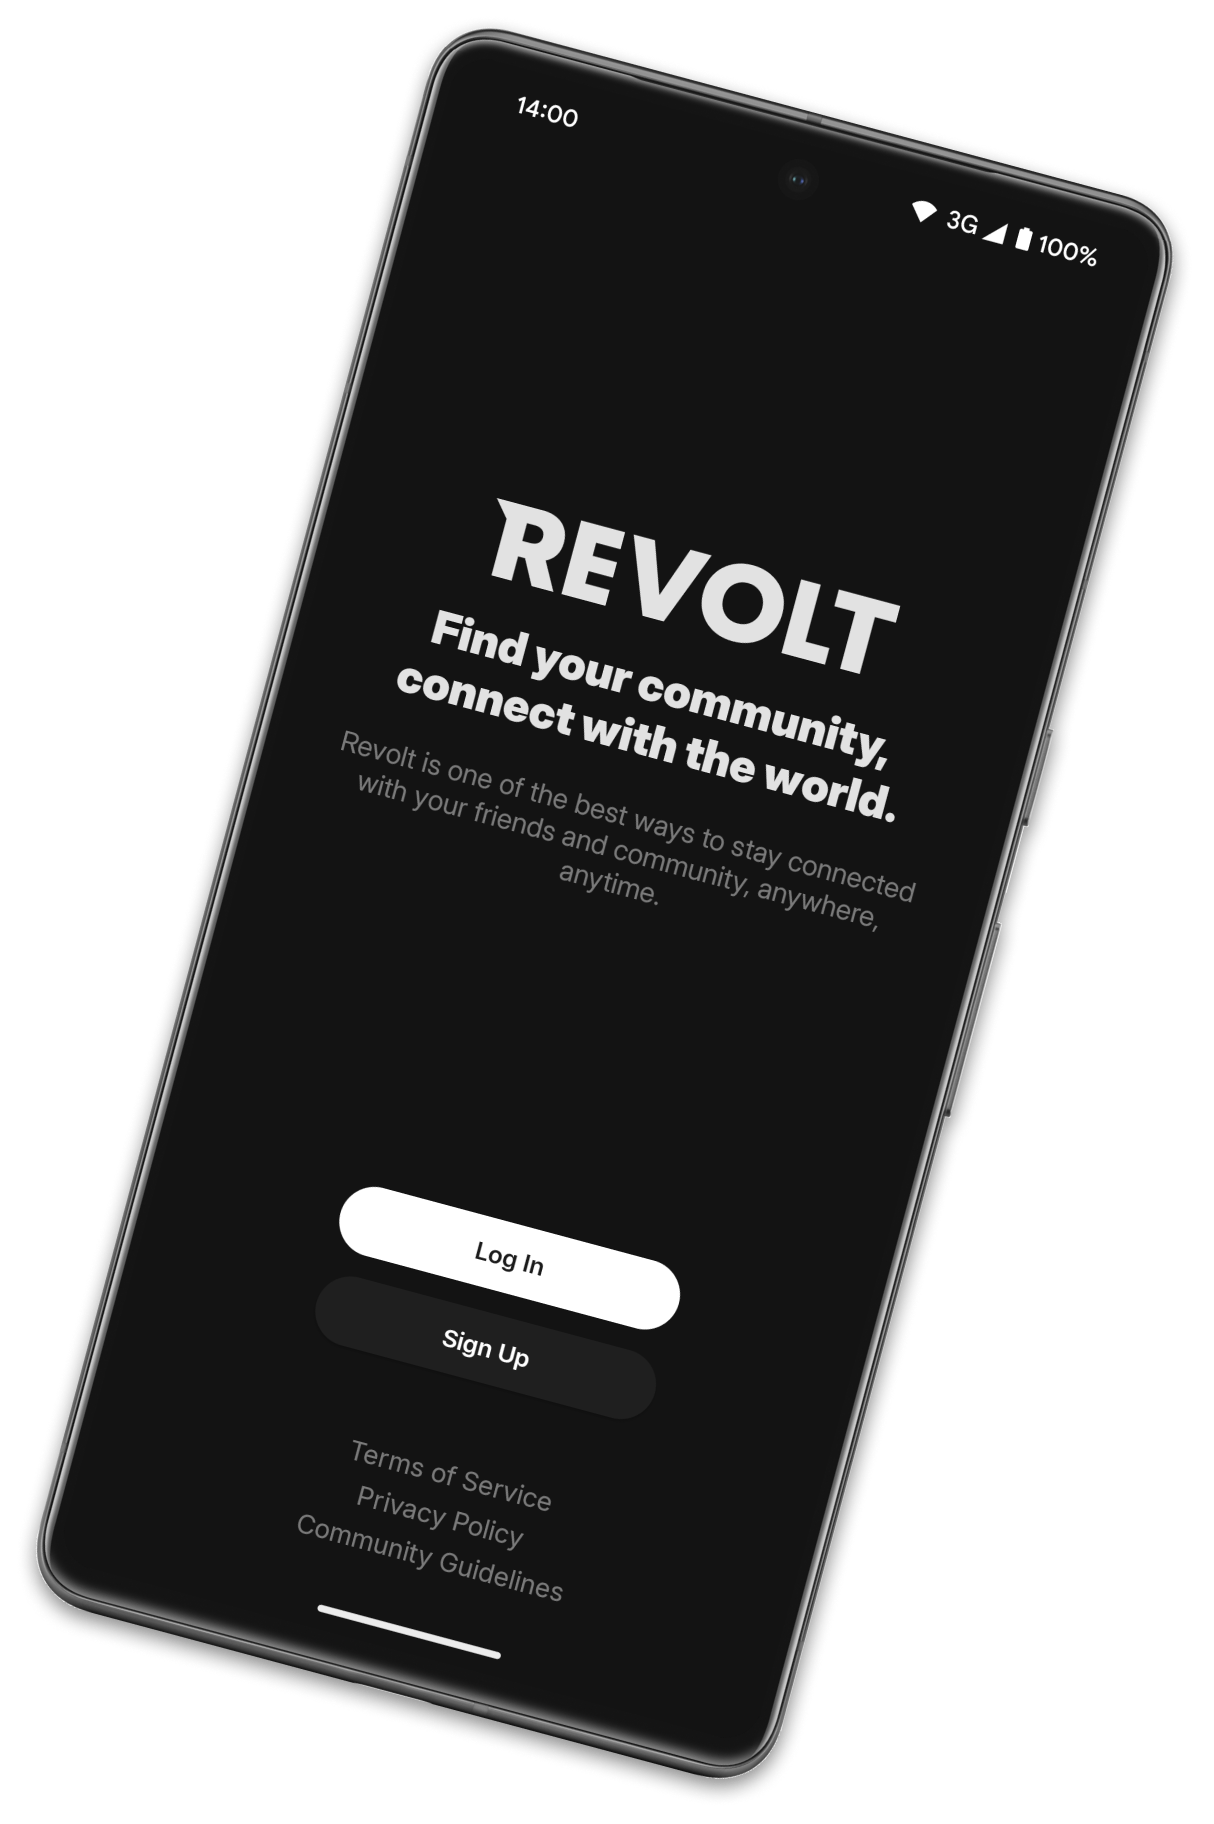 14:00
3G 100%
REVOLT
Find your community,
connect with the world.
Revolt is one of the best ways to stay connected
with your friends and community, anywhere,
anytime.
Log In
Sign Up
Terms of Service
Privacy Policy
Community Guidelines